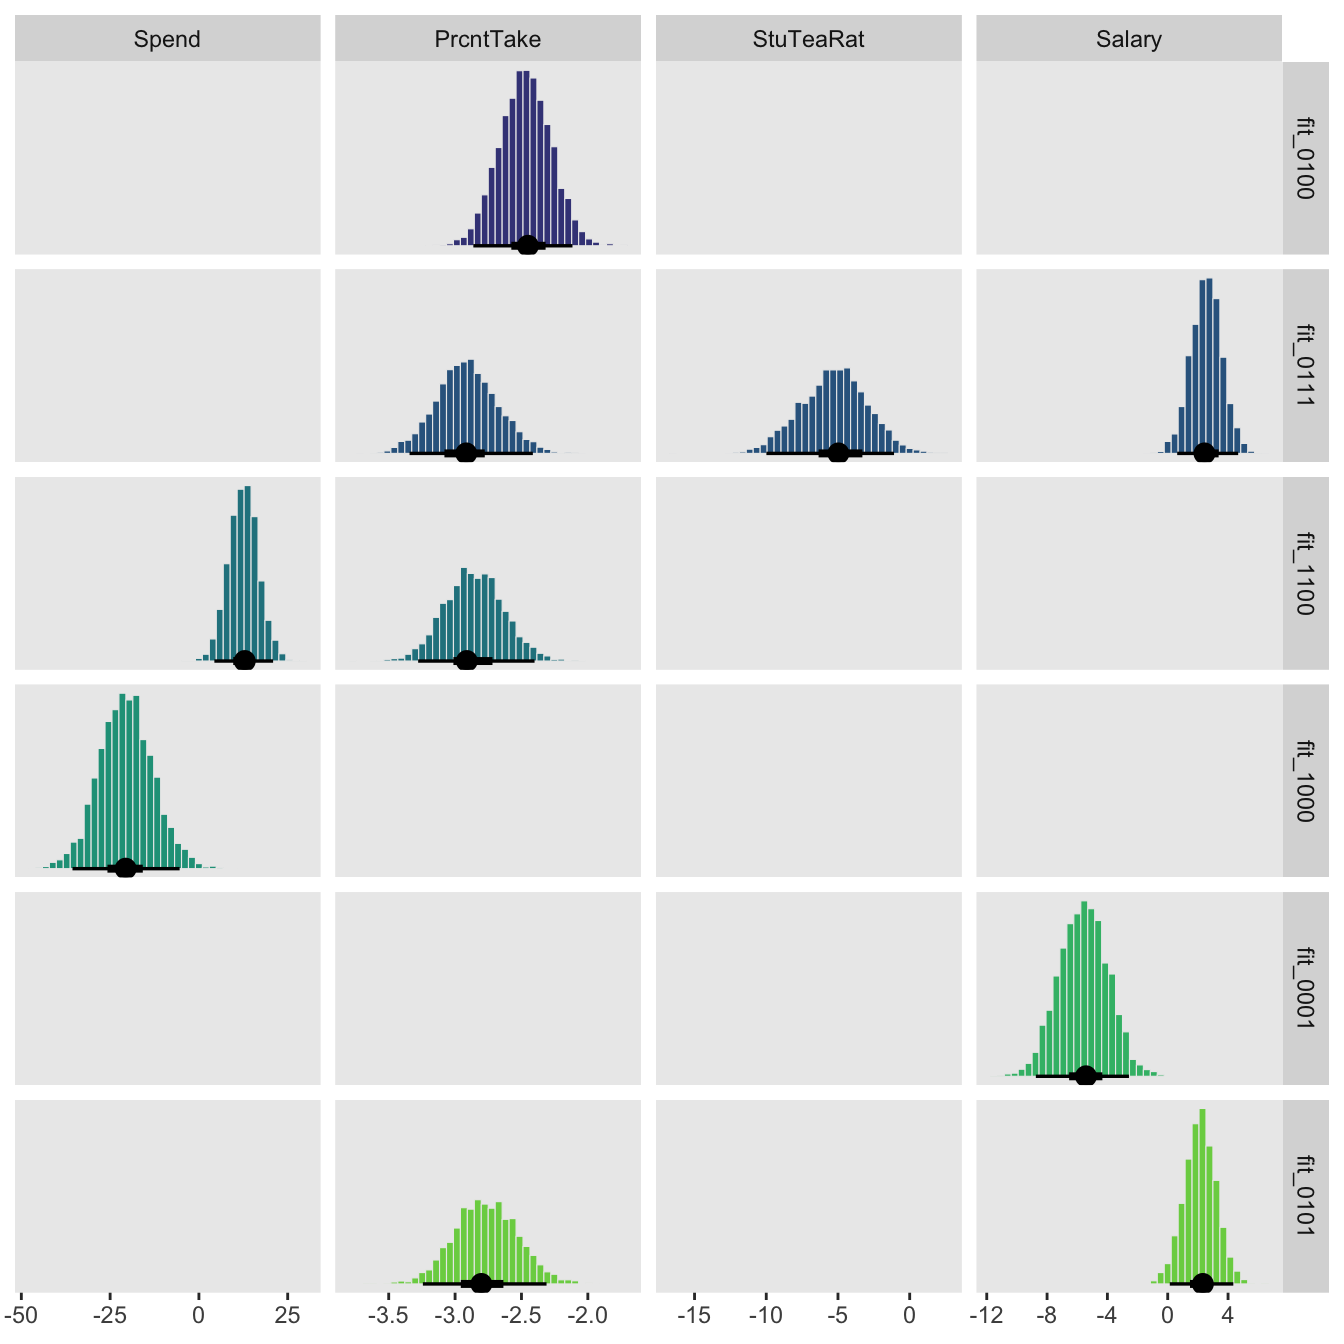 Spend PrcntTake StuTeaRat Salary
fit_0100
fit_0111
fit_1100
fit_1000
fit_0001
fit_0101
-50 -25 0 25 -3.5 -3.0 -2.5 -2.0 -15 -10 -5 0 -12 -8 -4 0 4